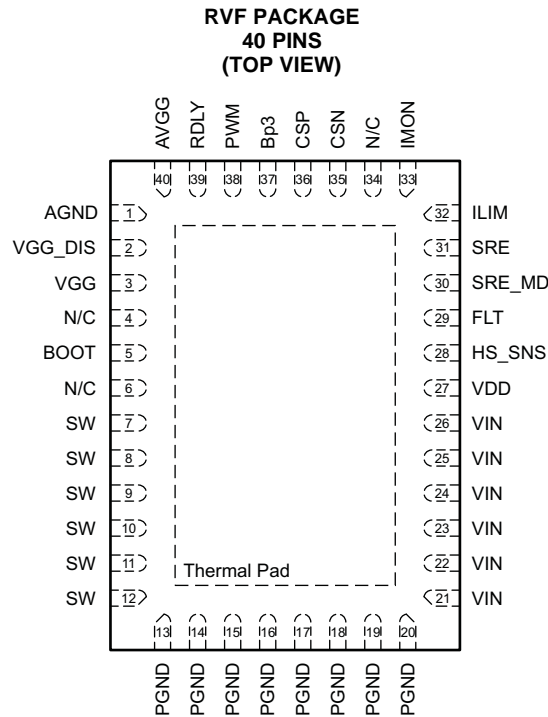 RVF PACKAGE
40 PINS
(TOP VIEW)
AVGG RDLY PWM Bp3 CSP CSN N/C IMON
40 39 38 37 36 35 34 33
AGND 1 32 ILIM
VGG_DIS 2 31 SRE
VGG 3 30 SRE_MD
N/C 4 29 FLT
BOOT 5 28 HS_SNS
N/C 6 27 VDD
SW 7 26 VIN
SW 8 25 VIN
SW 9 24 VIN
SW 10 23 VIN
SW 11 Thermal Pad 22 VIN
SW 12 21 VIN
13 14 15 16 17 18 19 20
PGND PGND PGND PGND PGND PGND PGND PGND